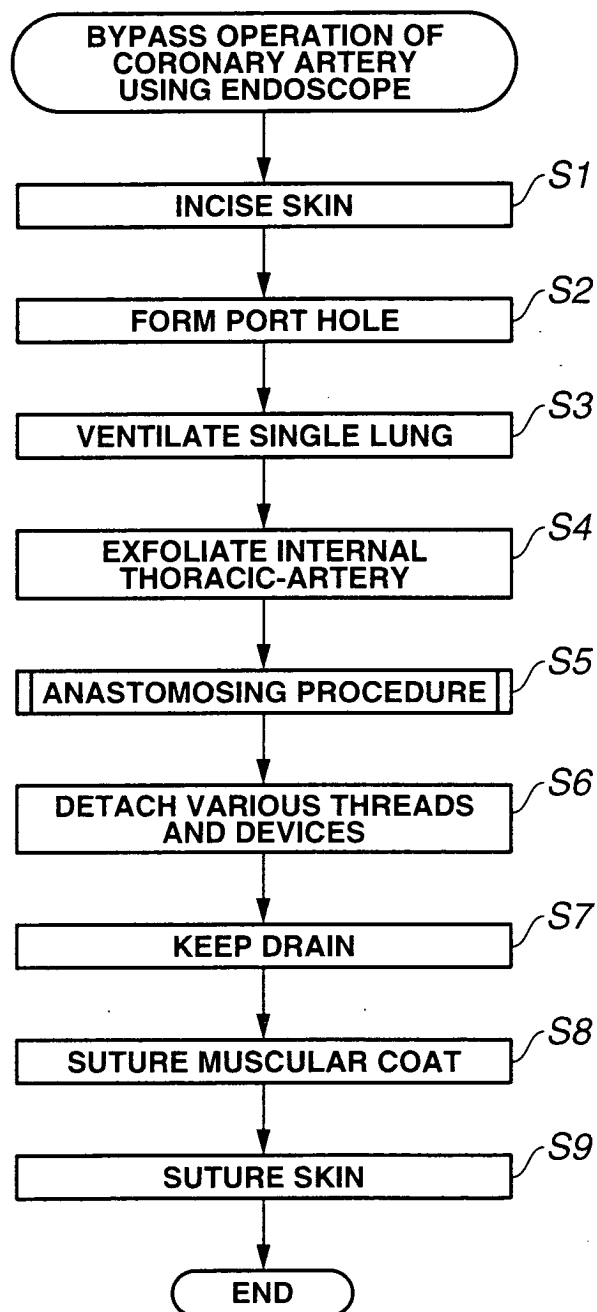 BYPASS OPERATION OF
CORONARY ARTERY
USING ENDOSCOPE
S1
INCISE SKIN
S2
FORM PORT HOLE
S3
VENTILATE SINGLE LUNG
S4
EXFOLIATE INTERNAL
THORACIC-ARTERY
S5
ANASTOMOSING PROCEDURE
S6
DETACH VARIOUS THREADS
AND DEVICES
S7
KEEP DRAIN
S8
SUTURE MUSCULAR COAT
S9
SUTURE SKIN
END